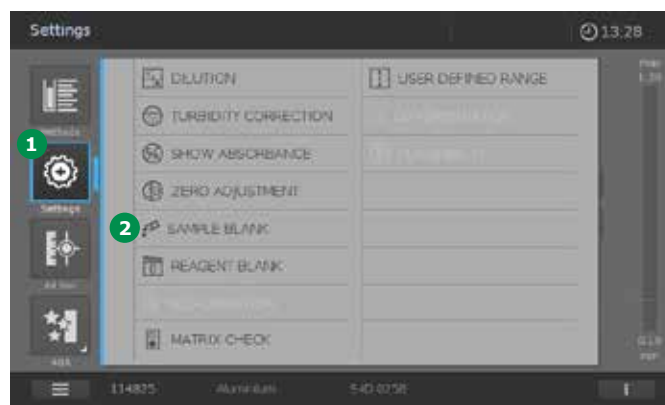 Settings
13:28
DILUTION
USER DEFINED RANGE
TURBIDITY CORRECTION
1
SHOW ABSORBANCE
ZERO ADJUSTMENT
Settings
2 SAMPLE BLANK
REAGENT BLANK
MATRIX CHECK
AQA
114825 Aluminium